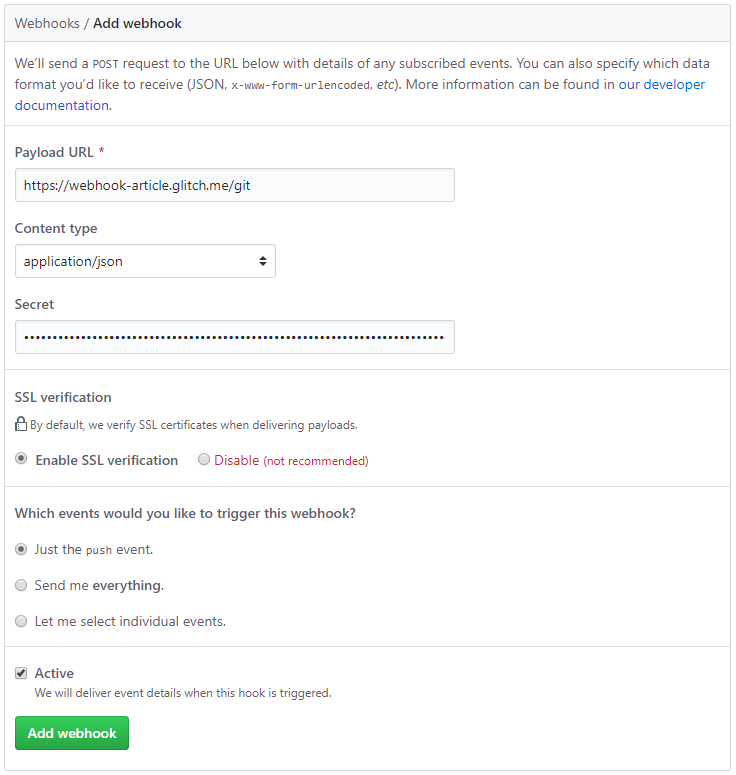 Webhooks / Add webhook
We’ll send a POST request to the URL below with details of any subscribed events. You can also specify which data
format you’d like to receive (JSON, x-www-form-urlencoded, etc). More information can be found in our developer
documentation.
Payload URL *
https://webhook-article.glitch.me/git
Content type
application/json
Secret
SSL verification
By default, we verify SSL certificates when delivering payloads.
Enable SSL verification Disable (not recommended)
Which events would you like to trigger this webhook?
Just the push event.
Send me everything.
Let me select individual events.
Active
We will deliver event details when this hook is triggered.
Add webhook